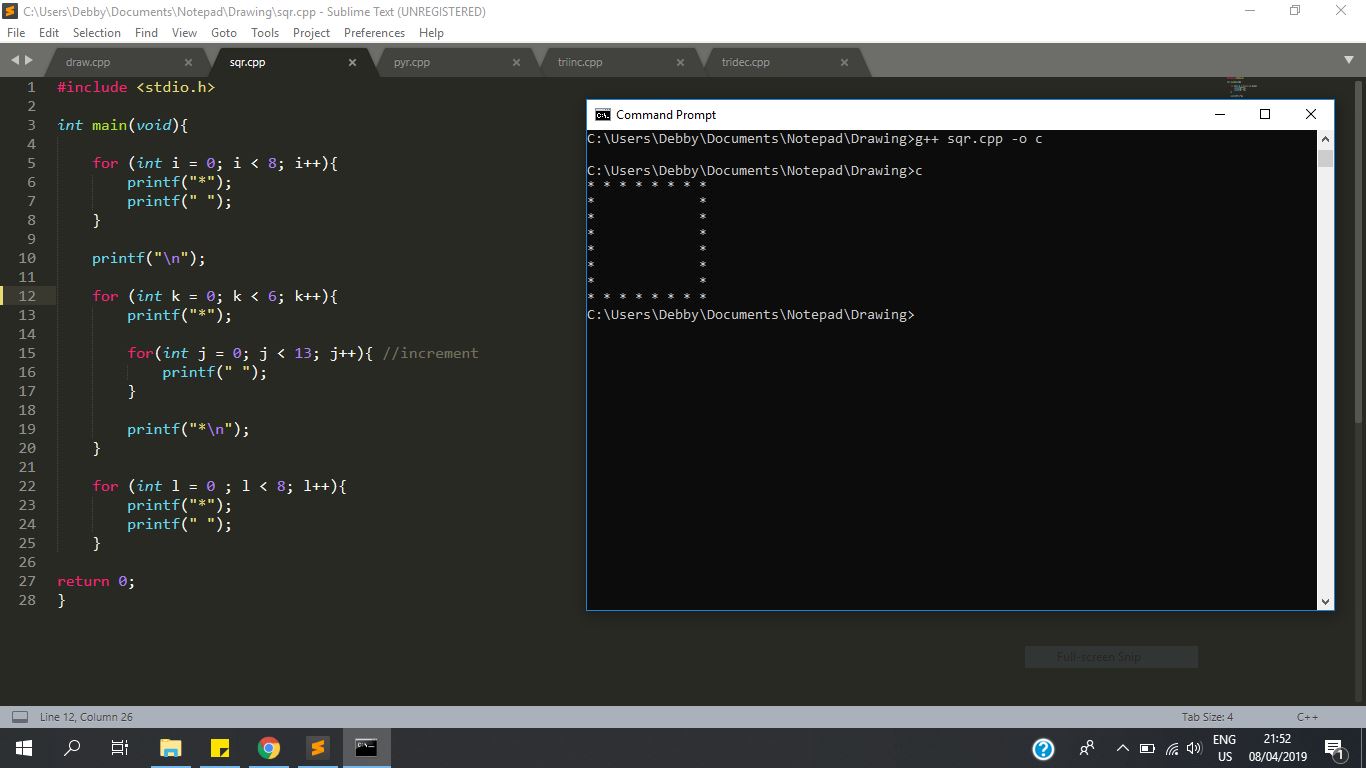 C:\Users\Debby\Documents\Notepad\Drawing\sqr.cpp - Sublime Text (UNREGISTERED)
File Edit Selection Find View Goto Tools Project Preferences Help
draw.cpp sqr.cpp pyr.cpp triinc.cpp tridec.cpp
1 #include <stdio.h>
2
3 int main(void){
4
5 for (int i = 0; i < 8; i++){
6 printf("*");
7 printf(" ");
8 }
9
10 printf("\n");
11
12 for (int k = 0; k < 6; k++){
13 printf("*");
14
15 for(int j = 0; j < 13; j++){ //increment
16 printf(" ");
17 }
18
19 printf("*\n");
20 }
21
22 for (int l = 0 ; l < 8; l++){
23 printf("*");
24 printf(" ");
25 }
26
27 return 0;
28 }
Command Prompt
C:\Users\Debby\Documents\Notepad\Drawing>g++ sqr.cpp -o c
C:\Users\Debby\Documents\Notepad\Drawing>c
* * * * * * * *
*             *
*             *
*             *
*             *
*             *
*             *
* * * * * * * *
C:\Users\Debby\Documents\Notepad\Drawing>
Full-screen Snip
Line 12, Column 26 Tab Size: 4 C++
ENG 21:52
US 08/04/2019 1